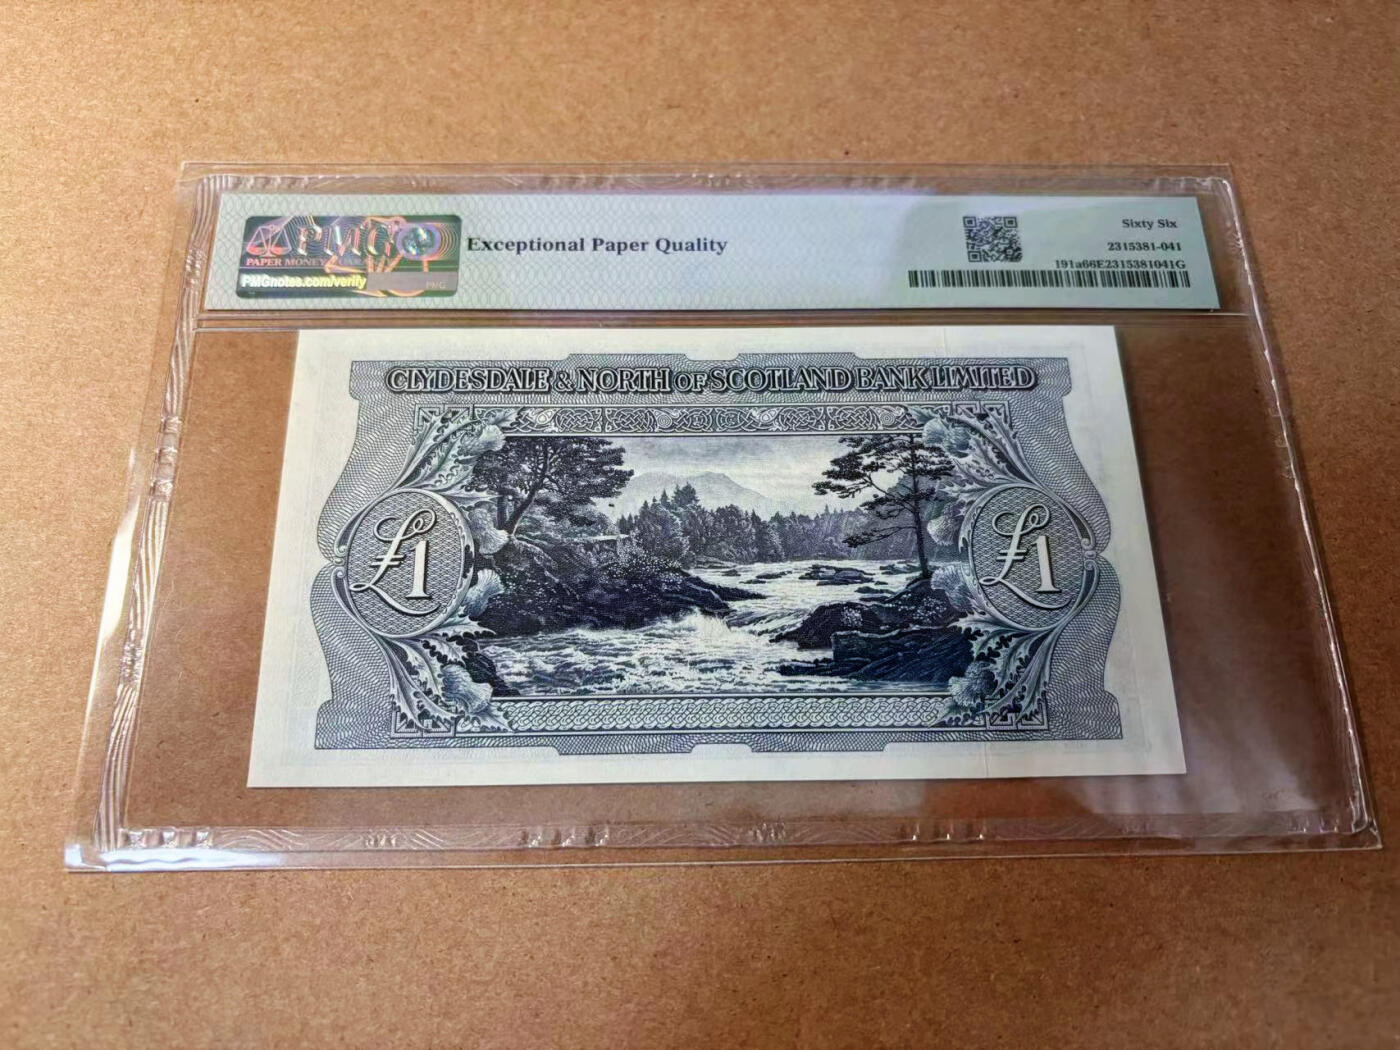 PMG
PAPER MONEY GUARANTY
PMGnotes.com/verify
PMG
Exceptional Paper Quality
Sixty Six
2315381-041
191a66E2315381041G
CLYDESDALE & NORTH OF SCOTLAND BANK LIMITED
£1
£1